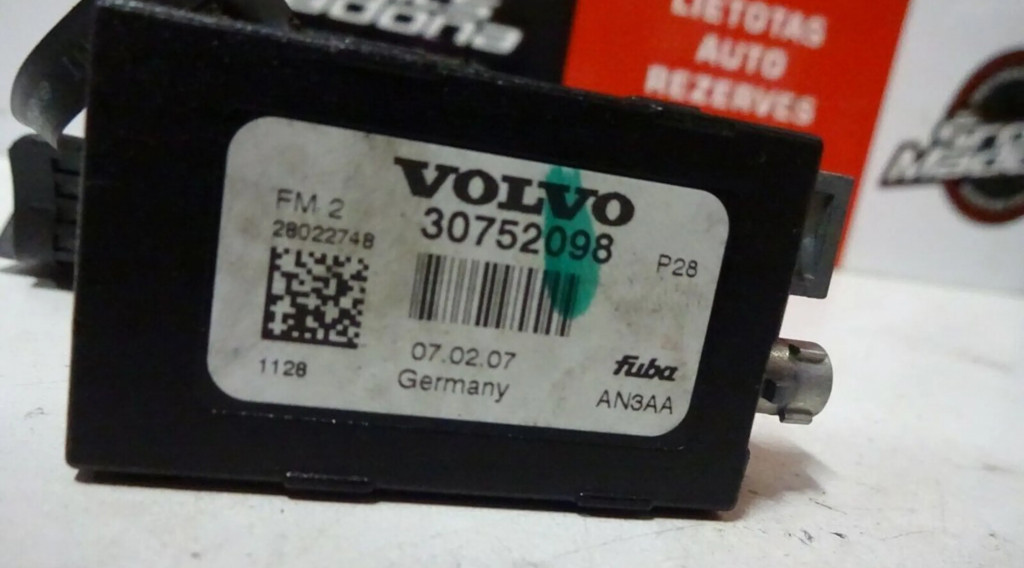 LIETOTAS
AUTO
REZERVES
VOLVO
FM 2
28022748
30752098
P28
07.02.07
Germany
1128
Fuba
AN3AA